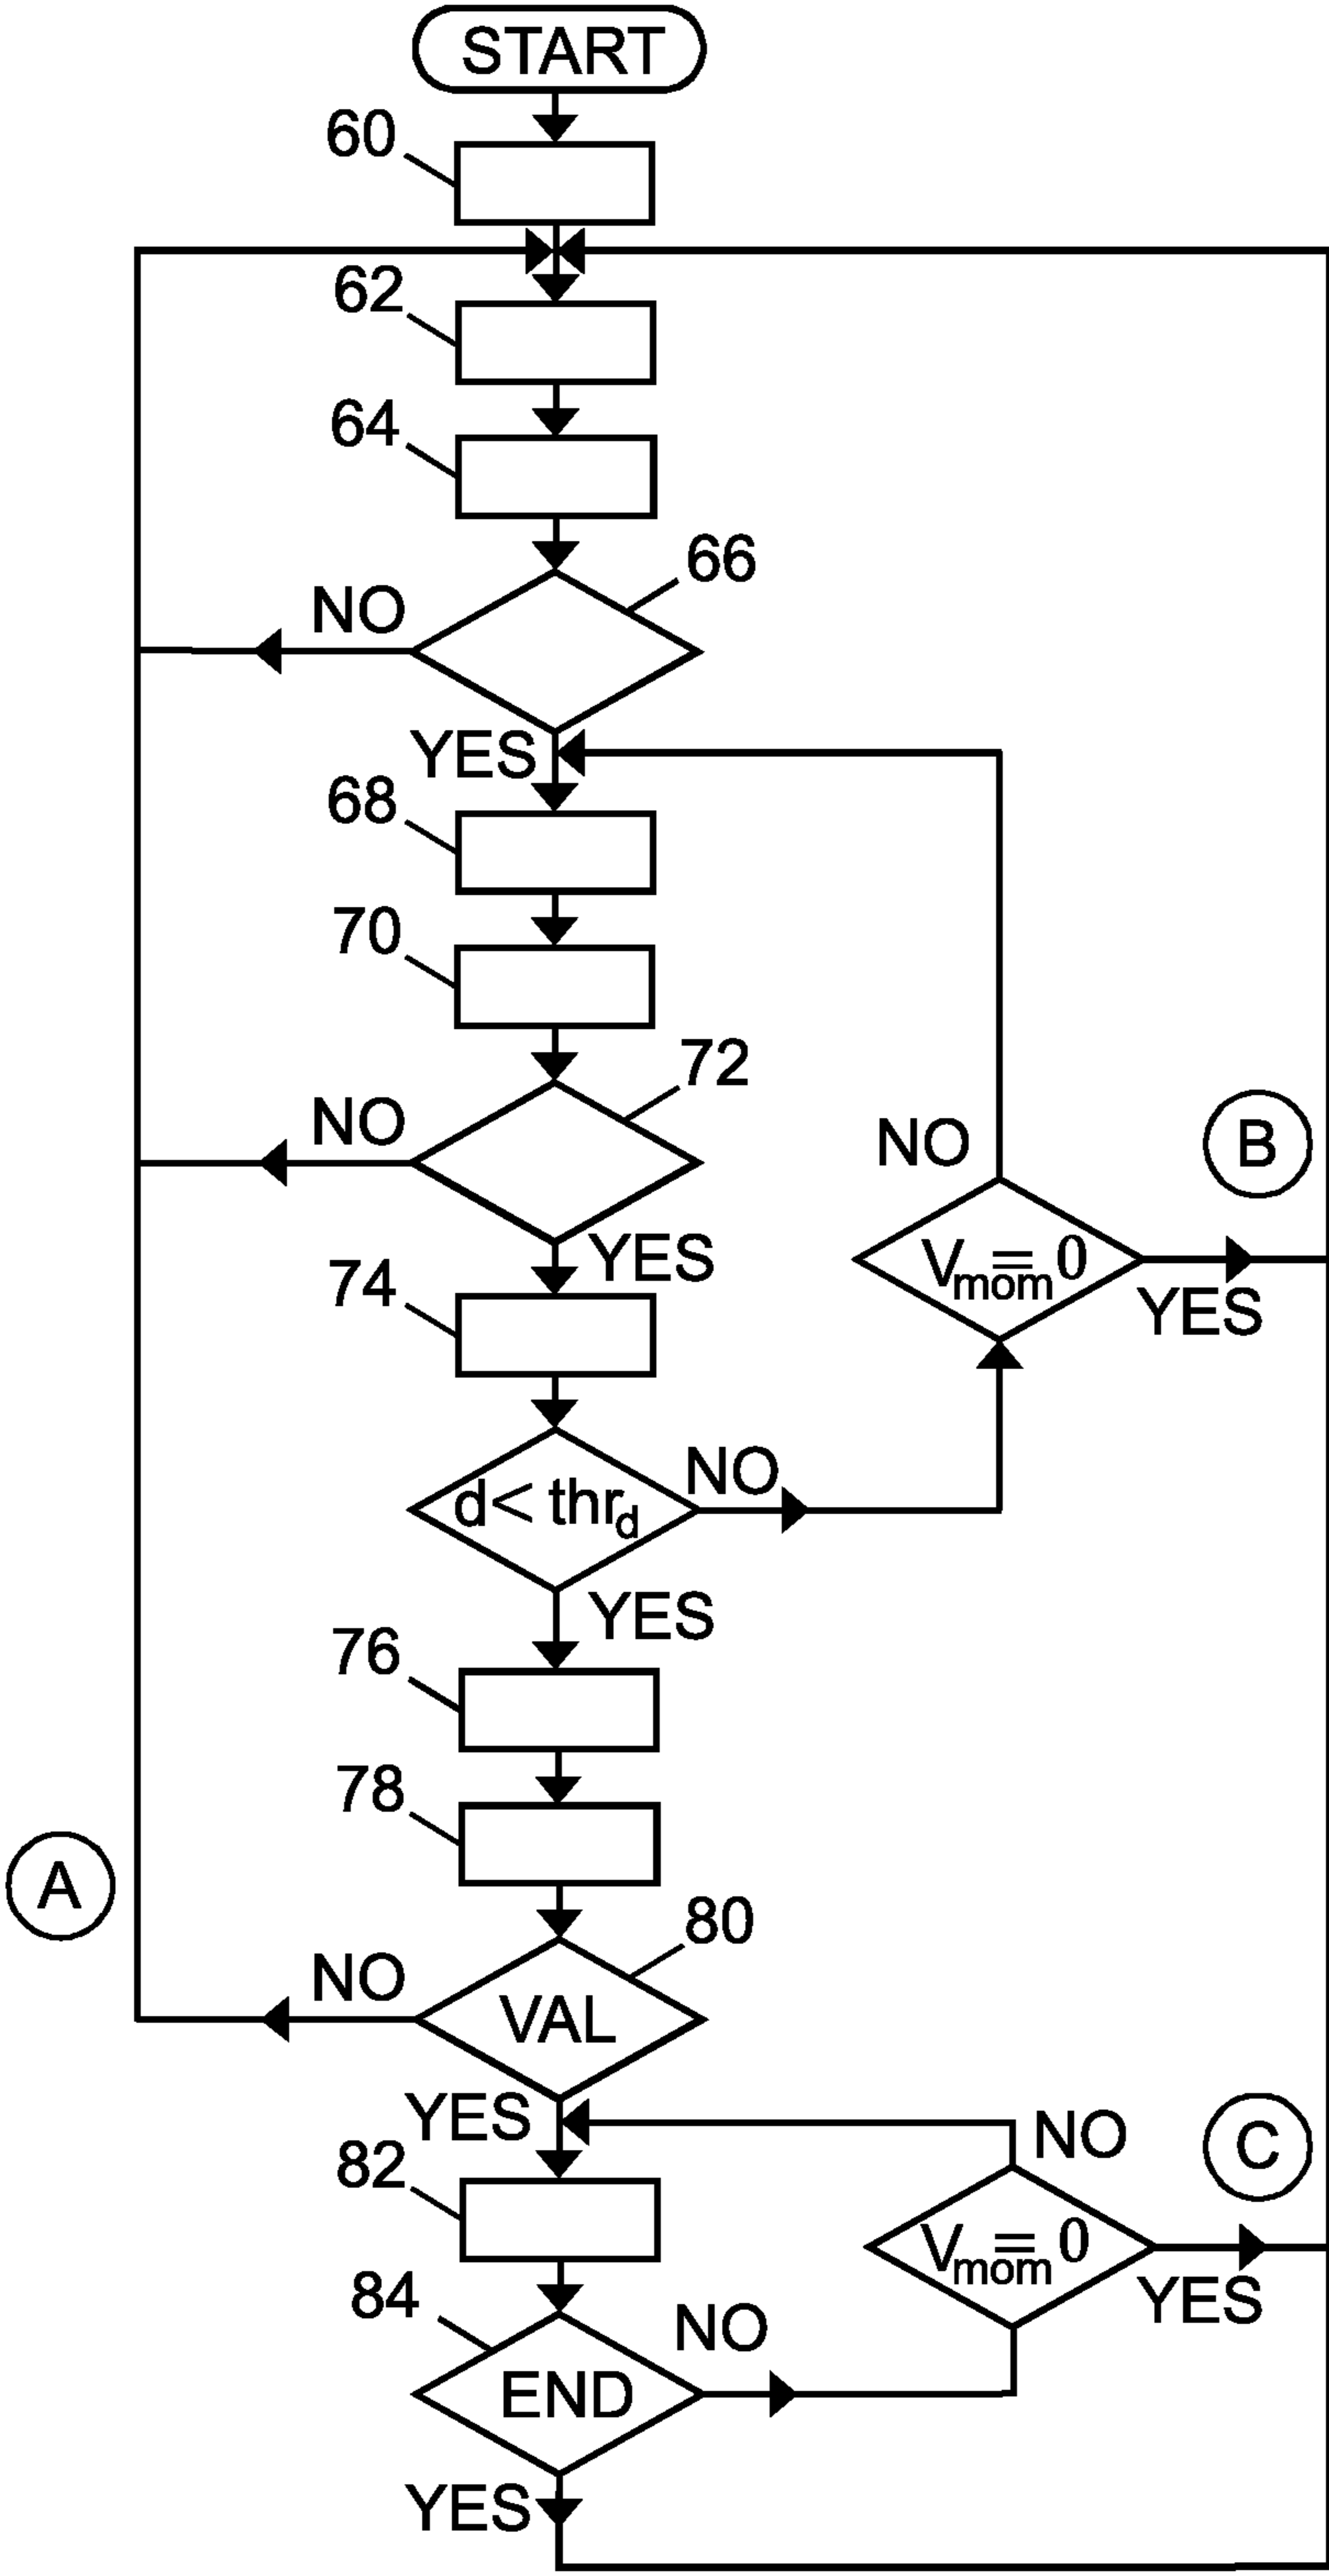 START
60
62
64
66
NO
YES
68
70
72
NO
NO
B
YES
74
V_mom = 0
YES
NO
d < thr_d
YES
76
78
A
80
NO
VAL
YES
NO
C
82
V_mom = 0
84
NO
YES
END
YES